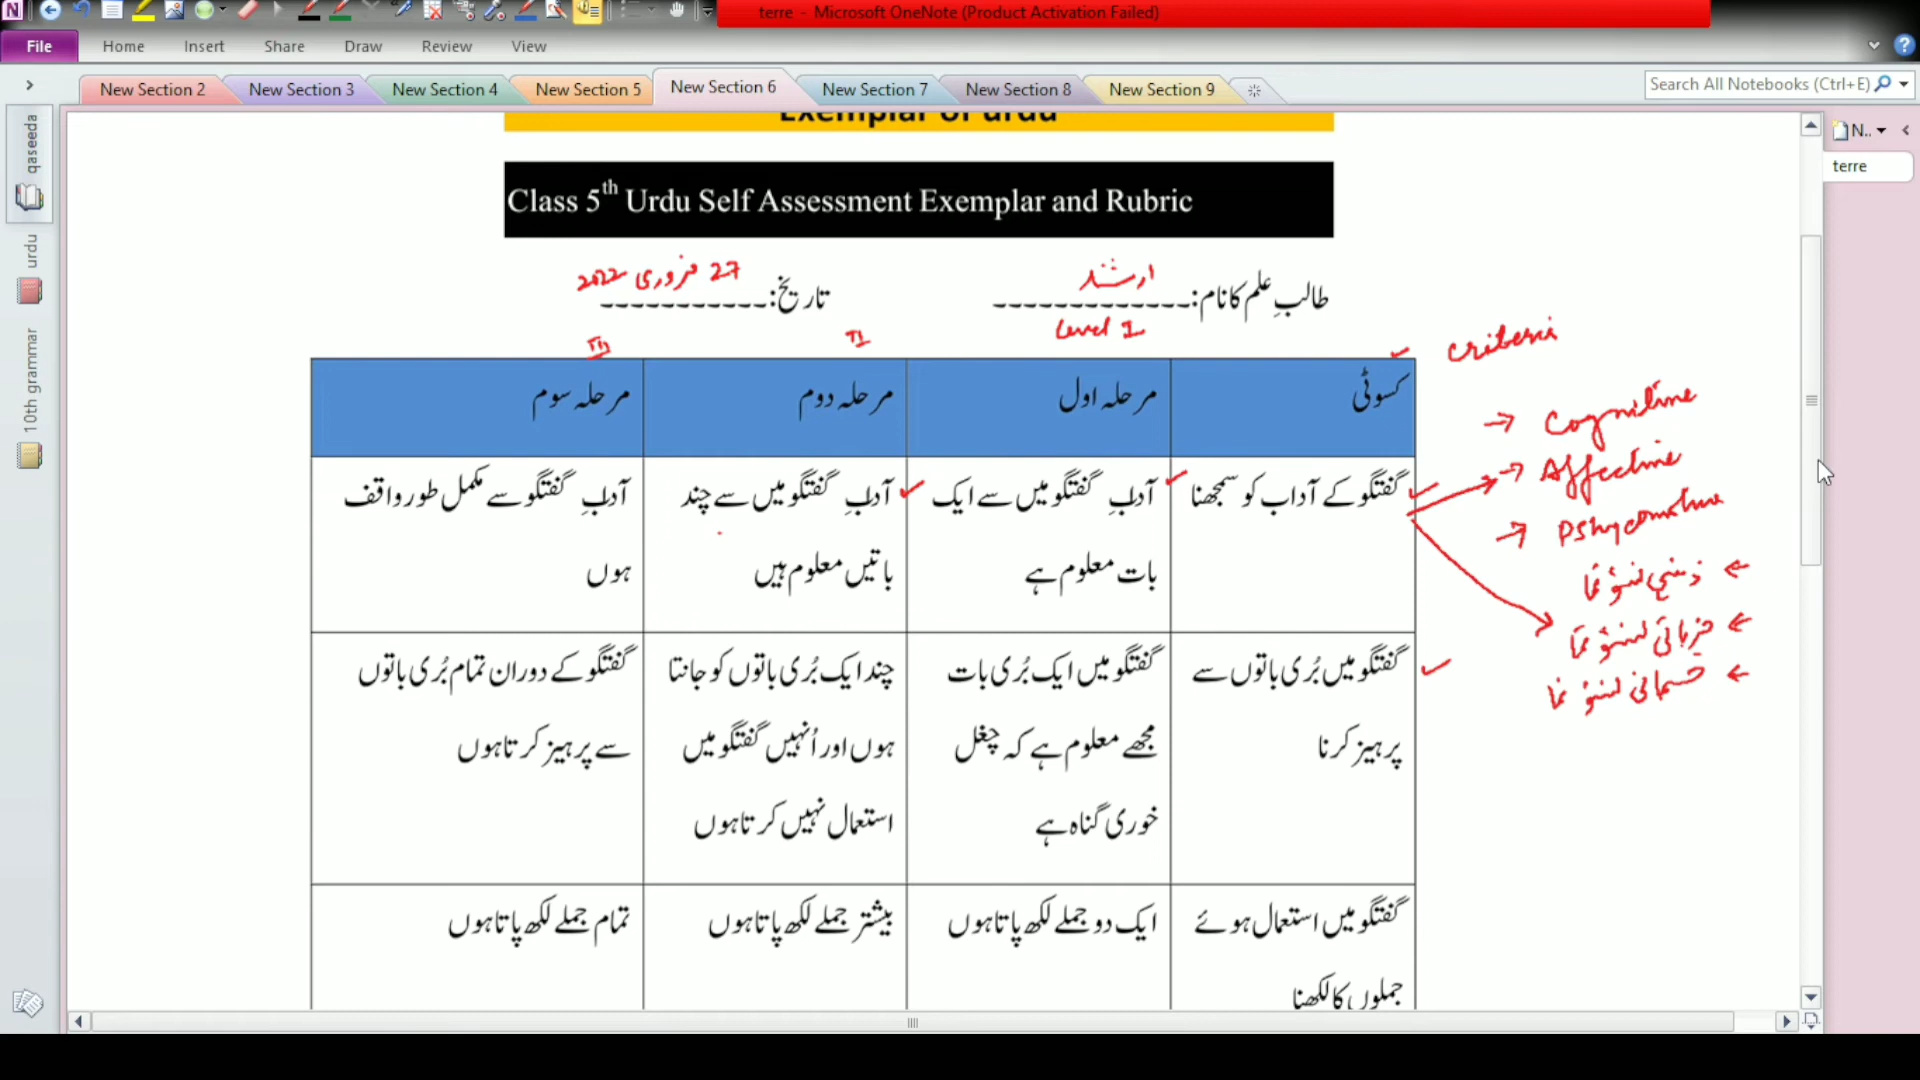 terre - Microsoft OneNote (Product Activation Failed)
File Home Insert Share Draw Review View
New Section 2 New Section 3 New Section 4 New Section 5 New Section 6 New Section 7 New Section 8 New Section 9
Search All Notebooks (Ctrl+E)
N..
terre
qaseeda
urdu
10th grammar
Exemplar of urdu
Class 5th Urdu Self Assessment Exemplar and Rubric
طالبِ علم کا نام: ------------- تاریخ: -----------
ارشد
27 فروری 2022
Level I
II
III
criteria
کسوٹی
مرحلہ اول
مرحلہ دوم
مرحلہ سوم
گفتگو کے آداب کو سمجھنا
آدابِ گفتگو میں سے ایک
بات معلوم ہے
آدابِ گفتگو میں سے چند
باتیں معلوم ہیں
آدابِ گفتگو سے مکمل طور واقف
ہوں
گفتگو میں بُری باتوں سے
پرہیز کرنا
گفتگو میں ایک بُری بات
مجھے معلوم ہے کہ چغل
خوری گناہ ہے
چند ایک بُری باتوں کو جانتا
ہوں اور اُنہیں گفتگو میں
استعمال نہیں کرتا ہوں
گفتگو کے دوران تمام بُری باتوں
سے پرہیز کرتا ہوں
گفتگو میں استعمال ہوئے
جملوں کا لکھنا
ایک دو جملے لکھ پاتا ہوں
بیشتر جملے لکھ پاتا ہوں
تمام جملے لکھ پاتا ہوں
→ Cognitive
→ Affective
→ Pshycomotive
← ذہنی نشوونما
← جزباتی نشوونما
← جسمانی نشوونما